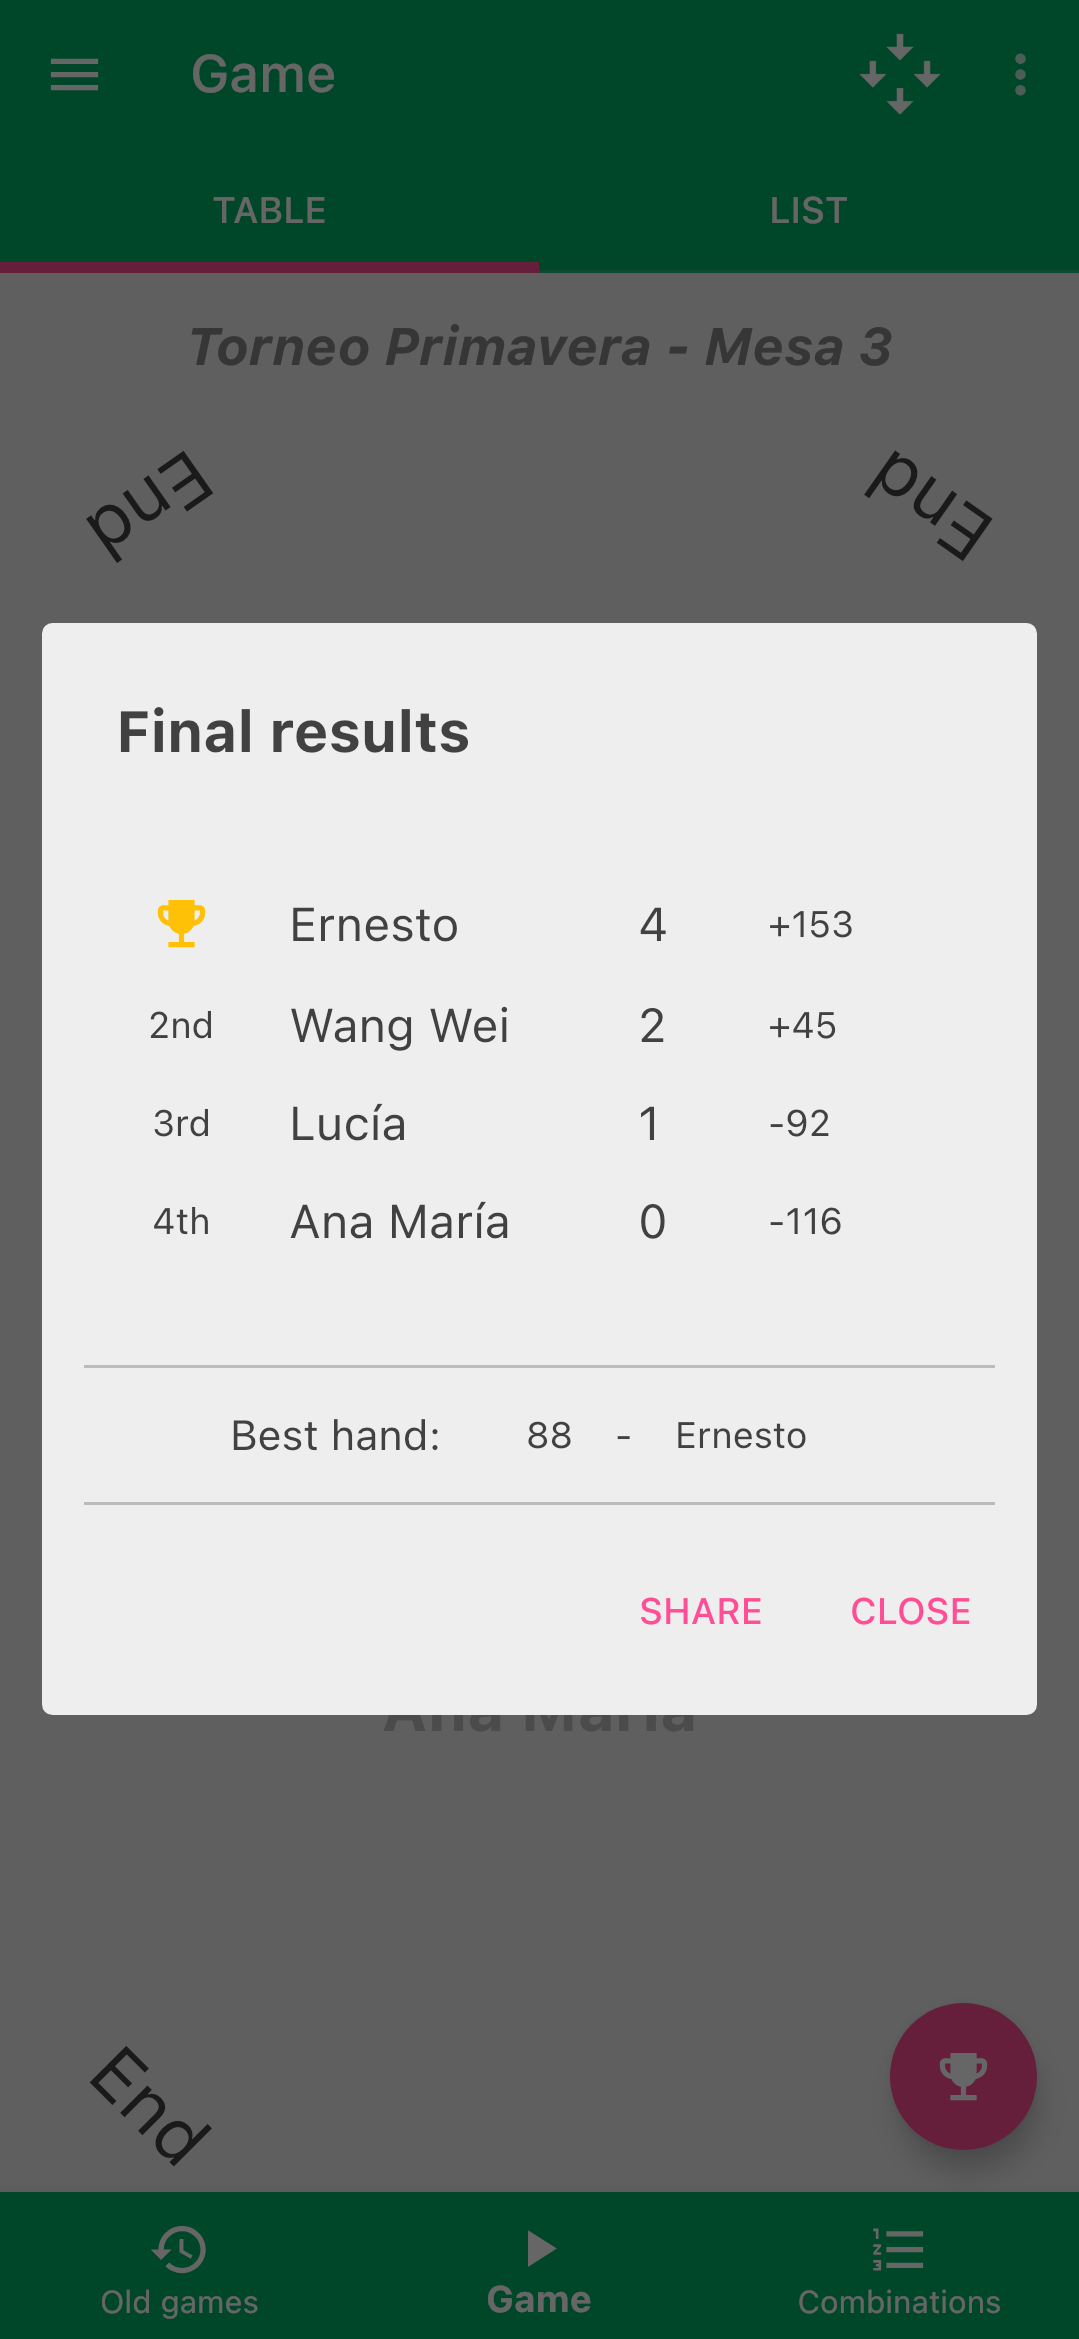 Game
TABLE LIST
Torneo Primavera - Mesa 3
End End
Final results
Ernesto 4 +153
2nd Wang Wei 2 +45
3rd Lucía 1 -92
4th Ana María 0 -116
Best hand: 88 - Ernesto
SHARE CLOSE
Ana María
End
Old games Game Combinations